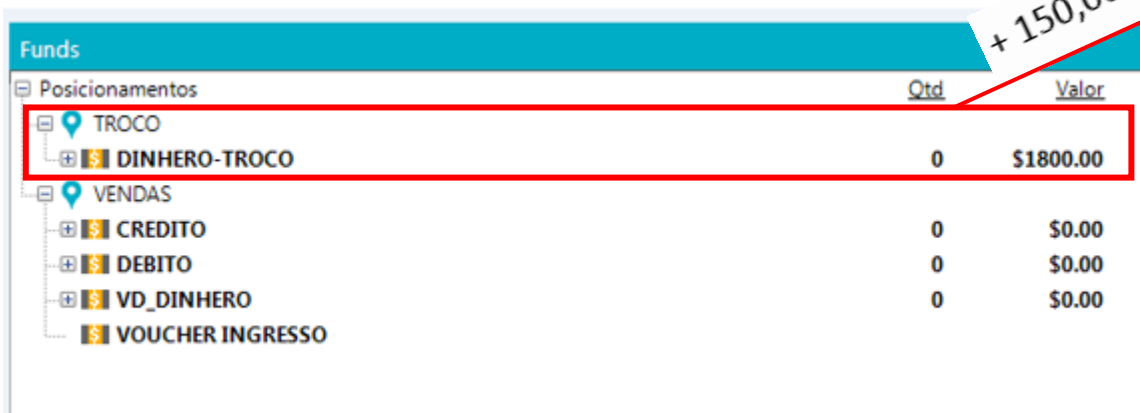 Funds
+ 150,00
Posicionamentos Qtd Valor
TROCO
DINHERO-TROCO 0 $1800.00
VENDAS
CREDITO 0 $0.00
DEBITO 0 $0.00
VD_DINHERO 0 $0.00
VOUCHER INGRESSO